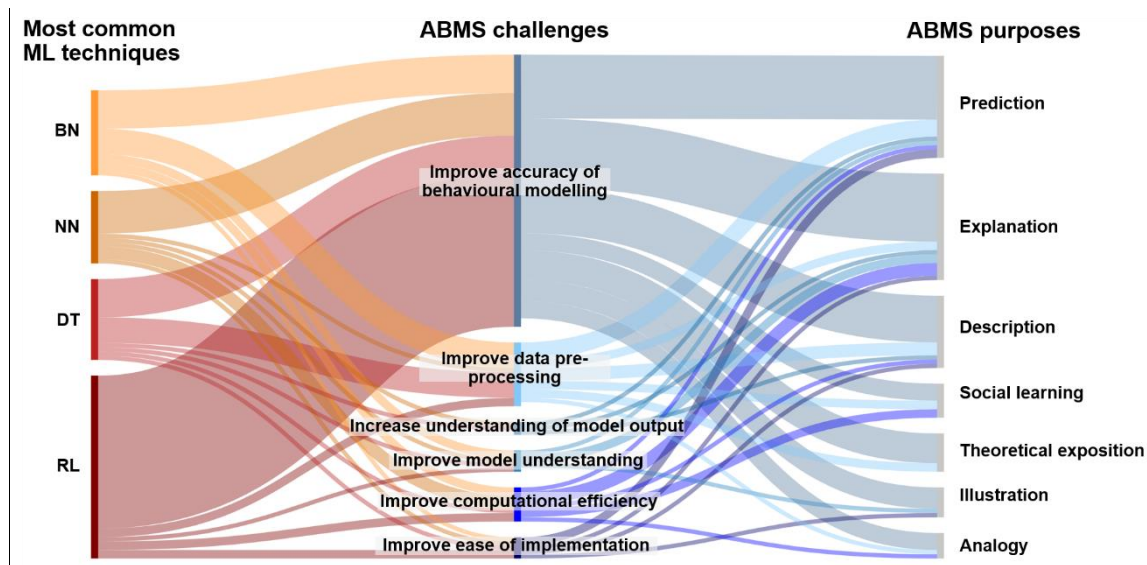 Most common
ML techniques
ABMS challenges
ABMS purposes
BN
NN
DT
RL
Improve accuracy of
behavioural modelling
Improve data pre-
processing
Increase understanding of model output
Improve model understanding
Improve computational efficiency
Improve ease of implementation
Prediction
Explanation
Description
Social learning
Theoretical exposition
Illustration
Analogy